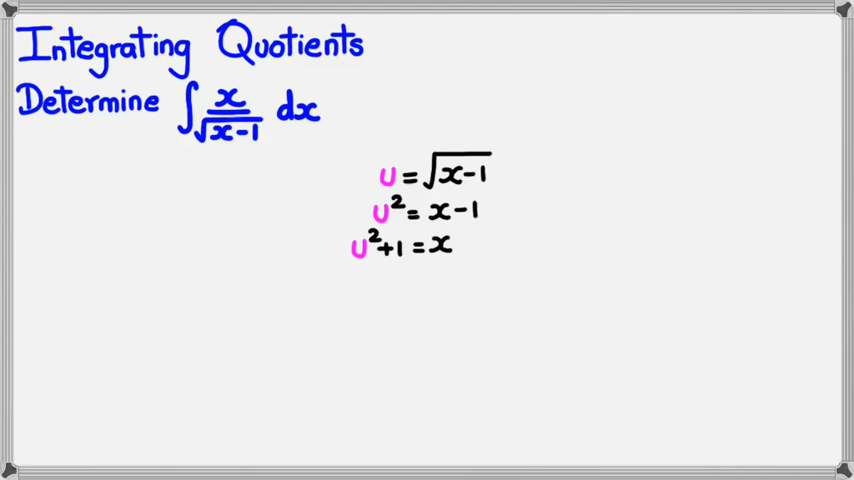 Integrating Quotients
Determine ∫ x/√(x-1) dx
u = √(x-1)
u² = x-1
u²+1 = x